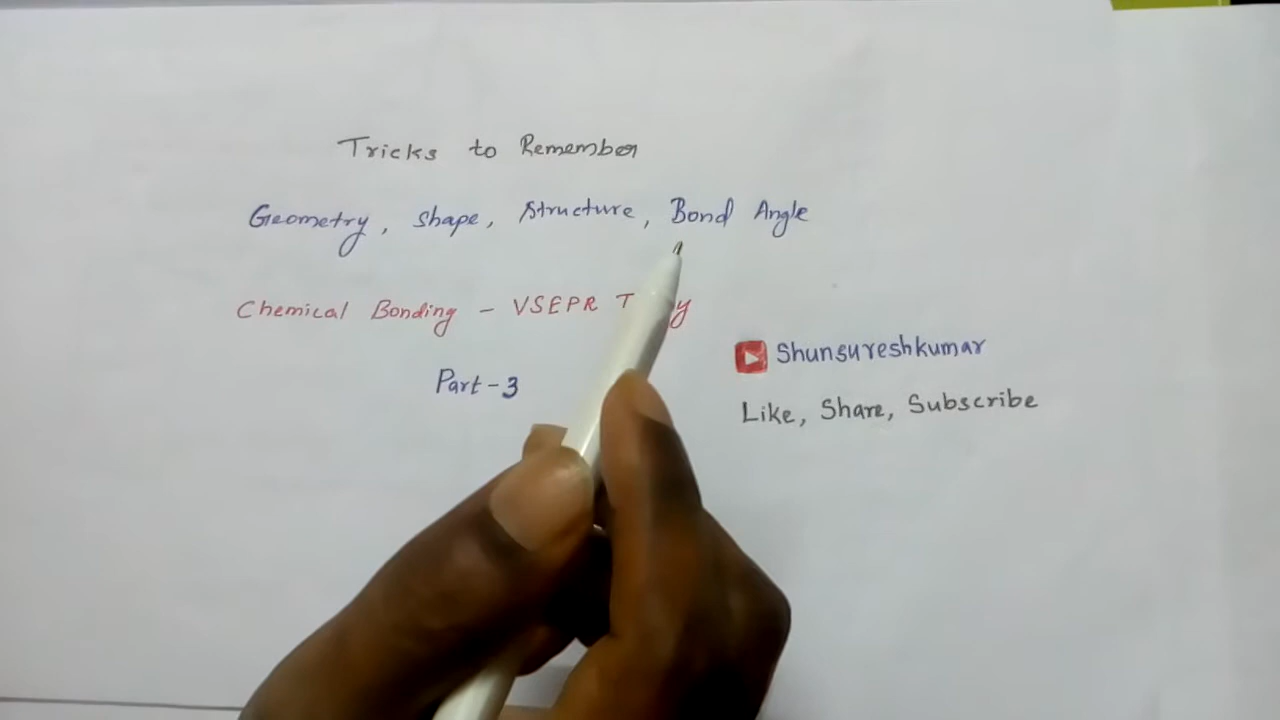 Tricks to Remember
Geometry, Shape, Structure, Bond Angle
Chemical Bonding - VSEPR
Part-3
Shunsureshkumar
Like, Share, Subscribe